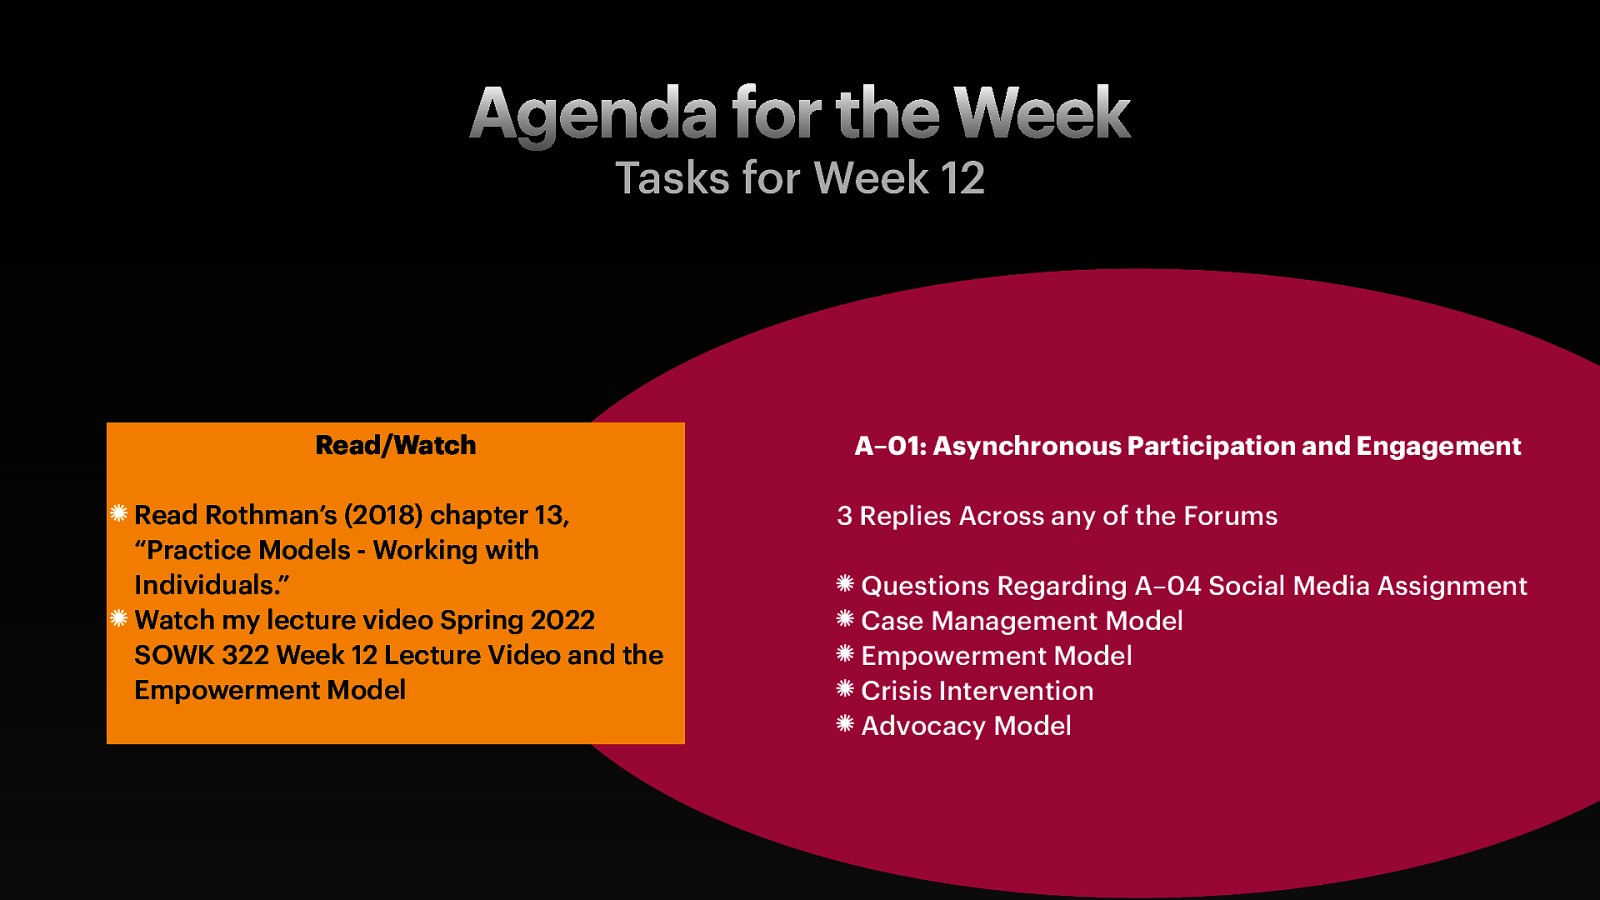 Agenda for the Week
Tasks for Week 12
Read/Watch
Read Rothman’s (2018) chapter 13,
“Practice Models - Working with
Individuals.”
Watch my lecture video Spring 2022
SOWK 322 Week 12 Lecture Video and the
Empowerment Model
A–01: Asynchronous Participation and Engagement
3 Replies Across any of the Forums
Questions Regarding A–04 Social Media Assignment
Case Management Model
Empowerment Model
Crisis Intervention
Advocacy Model